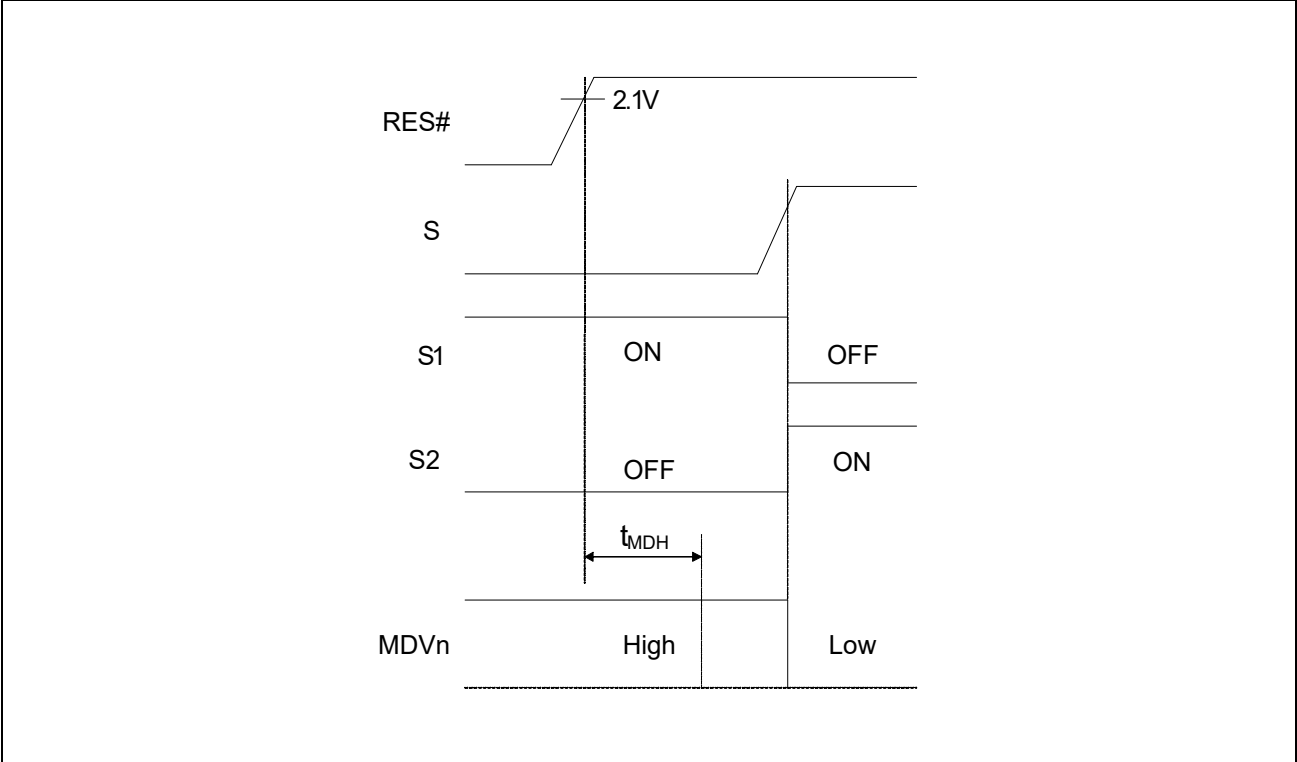 2.1V
RES#
S
S1
ON
OFF
S2
OFF
ON
tMDH
MDVn
High
Low